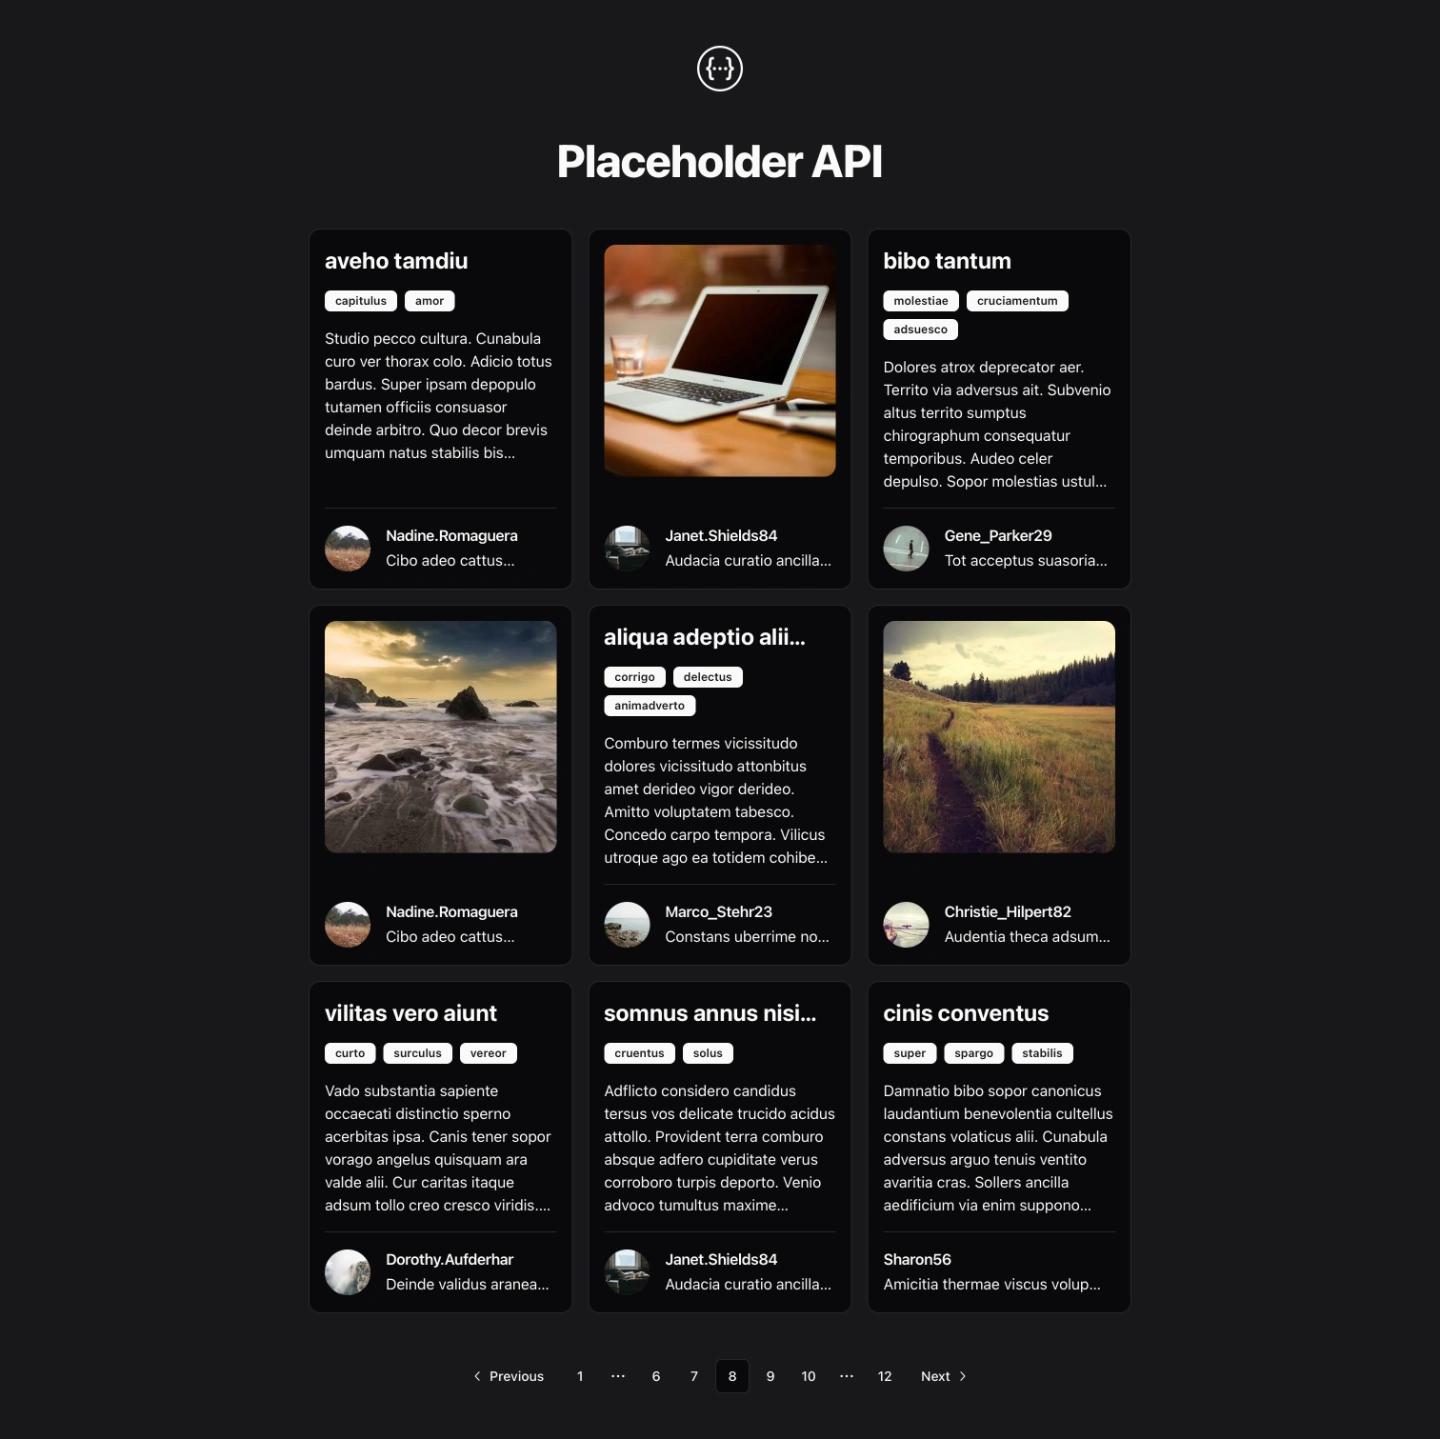 Placeholder API
aveho tamdiu
capitulus amor
Studio pecco cultura. Cunabula
curo ver thorax colo. Adicio totus
bardus. Super ipsam depopulo
tutamen officiis consuasor
deinde arbitro. Quo decor brevis
umquam natus stabilis bis...
Nadine.Romaguera
Cibo adeo cattus...
Janet.Shields84
Audacia curatio ancilla...
bibo tantum
molestiae cruciamentum
adsuesco
Dolores atrox deprecator aer.
Territo via adversus ait. Subvenio
altus territo sumptus
chirographum consequatur
temporibus. Audeo celer
depulso. Sopor molestias ustul...
Gene_Parker29
Tot acceptus suasoria...
Nadine.Romaguera
Cibo adeo cattus...
aliqua adeptio alii...
corrigo delectus
animadverto
Comburo termes vicissitudo
dolores vicissitudo attonbitus
amet derideo vigor derideo.
Amitto voluptatem tabesco.
Concedo carpo tempora. Vilicus
utroque ago ea totidem cohibe...
Marco_Stehr23
Constans uberrime no...
Christie_Hilpert82
Audentia theca adsum...
vilitas vero aiunt
curto surculus vereor
Vado substantia sapiente
occaecati distinctio sperno
acerbitas ipsa. Canis tener sopor
vorago angelus quisquam ara
valde alii. Cur caritas itaque
adsum tollo creo cresco viridis....
Dorothy.Aufderhar
Deinde validus aranea...
somnus annus nisi...
cruentus solus
Adflicto considero candidus
tersus vos delicate trucido acidus
attollo. Provident terra comburo
absque adfero cupiditate verus
corroboro turpis deporto. Venio
advoco tumultus maxime...
Janet.Shields84
Audacia curatio ancilla...
cinis conventus
super spargo stabilis
Damnatio bibo sopor canonicus
laudantium benevolentia cultellus
constans volaticus alii. Cunabula
adversus arguo tenuis ventito
avaritia cras. Sollers ancilla
aedificium via enim suppono...
Sharon56
Amicitia thermae viscus volup...
Previous 1 ... 6 7 8 9 10 ... 12 Next